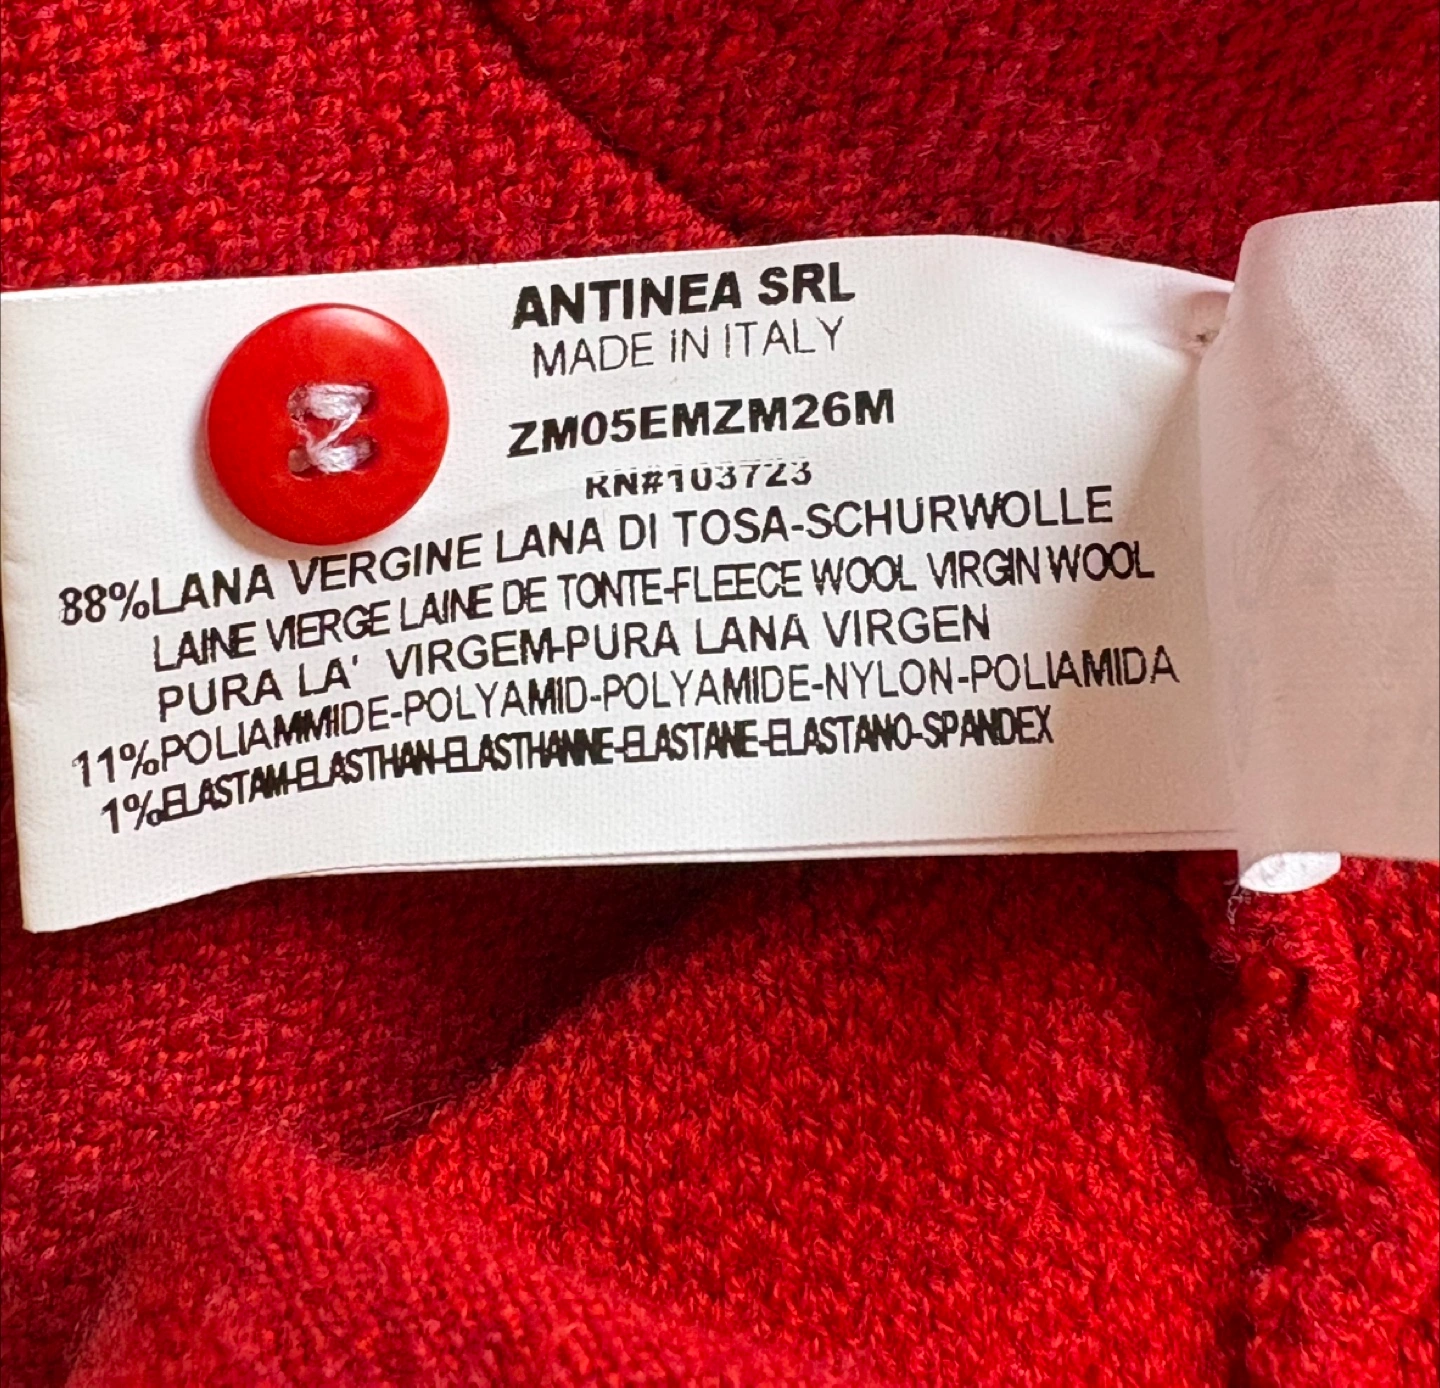 ANTINEA SRL
MADE IN ITALY
ZM05EMZM26M
RN#103723
88%LANA VERGINE LANA DI TOSA-SCHURWOLLE
LAINE VIERGE LAINE DE TONTE-FLEECE WOOL VIRGIN WOOL
PURA LA' VIRGEM-PURA LANA VIRGEN
11%POLIAMMIDE-POLYAMID-POLYAMIDE-NYLON-POLIAMIDA
1%ELASTAM-ELASTHAN-ELASTHANNE-ELASTANE-ELASTANO-SPANDEX